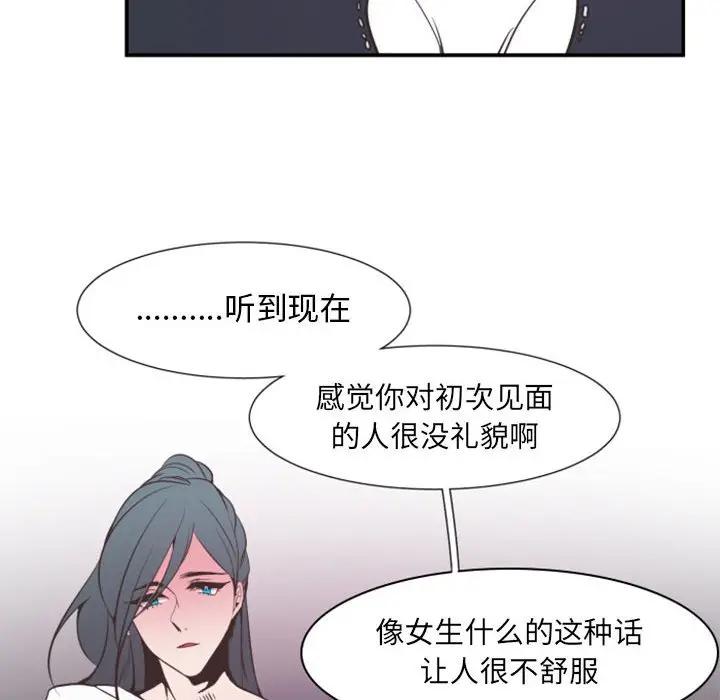 ..........听到现在
感觉你对初次见面
的人很没礼貌啊
像女生什么的这种话
让人很不舒服